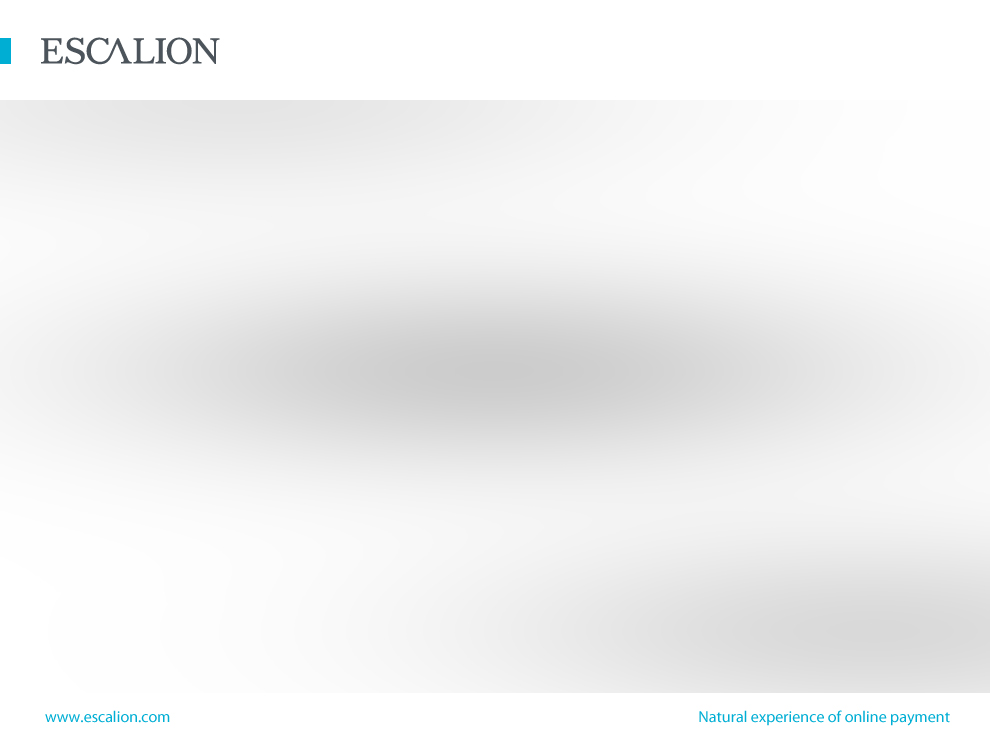 ESCALION
www.escalion.com
Natural experience of online payment